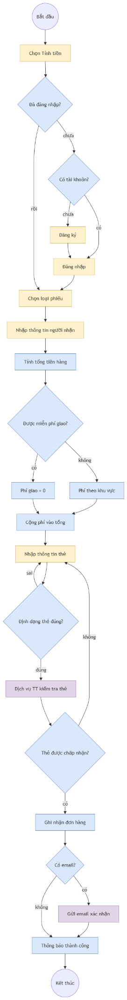 Bắt đầu
Chọn Tính tiền
Đã đăng nhập?
chưa
Có tài khoản?
rồi
chưa
có
Đăng ký
Đăng nhập
Chọn loại phiếu
Nhập thông tin người nhận
Tính tổng tiền hàng
Được miễn phí giao?
có
không
Phí giao = 0
Phí theo khu vực
Cộng phí vào tổng
Nhập thông tin thẻ
sai
Định dạng thẻ đúng?
không
đúng
Dịch vụ TT kiểm tra thẻ
Thẻ được chấp nhận?
có
Ghi nhận đơn hàng
Có email?
không
có
Gửi email xác nhận
Thông báo thành công
Kết thúc